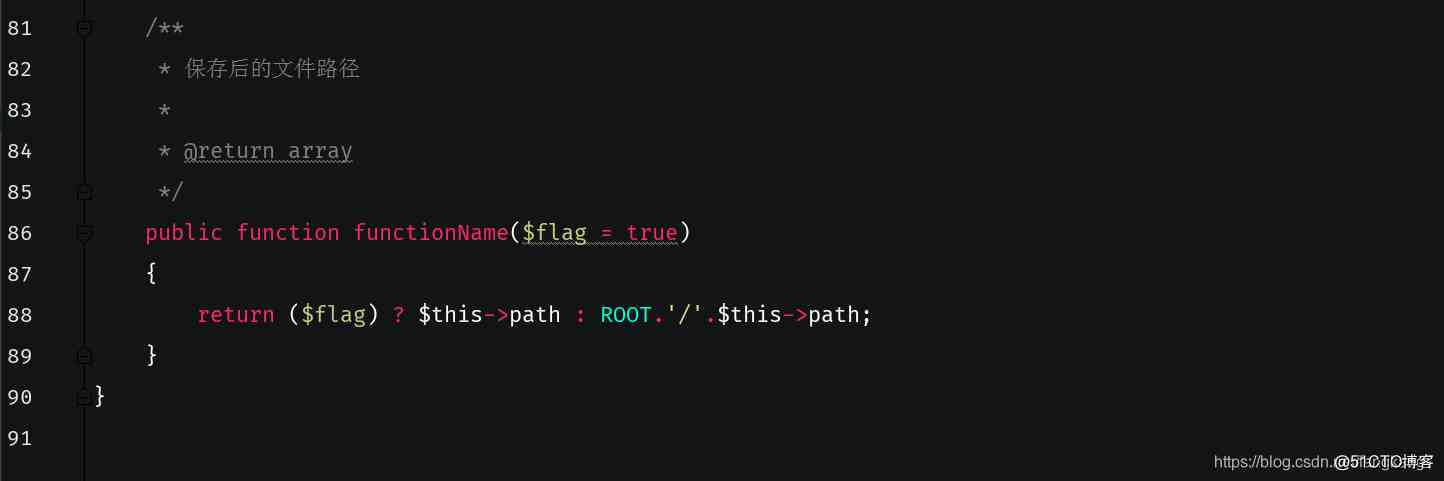 81 /**
82 * 保存后的文件路径
83 *
84 * @return array
85 */
86 public function functionName($flag = true)
87 {
88 return ($flag) ? $this->path : ROOT.'/'.$this->path;
89 }
90 }
91
https://blog.csdn.n @51CTO博客